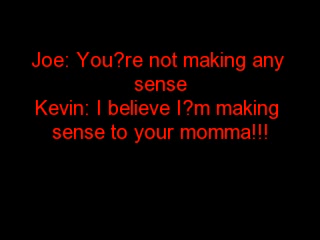 Joe: You?re not making any
sense
Kevin: I believe I?m making
sense to your momma!!!